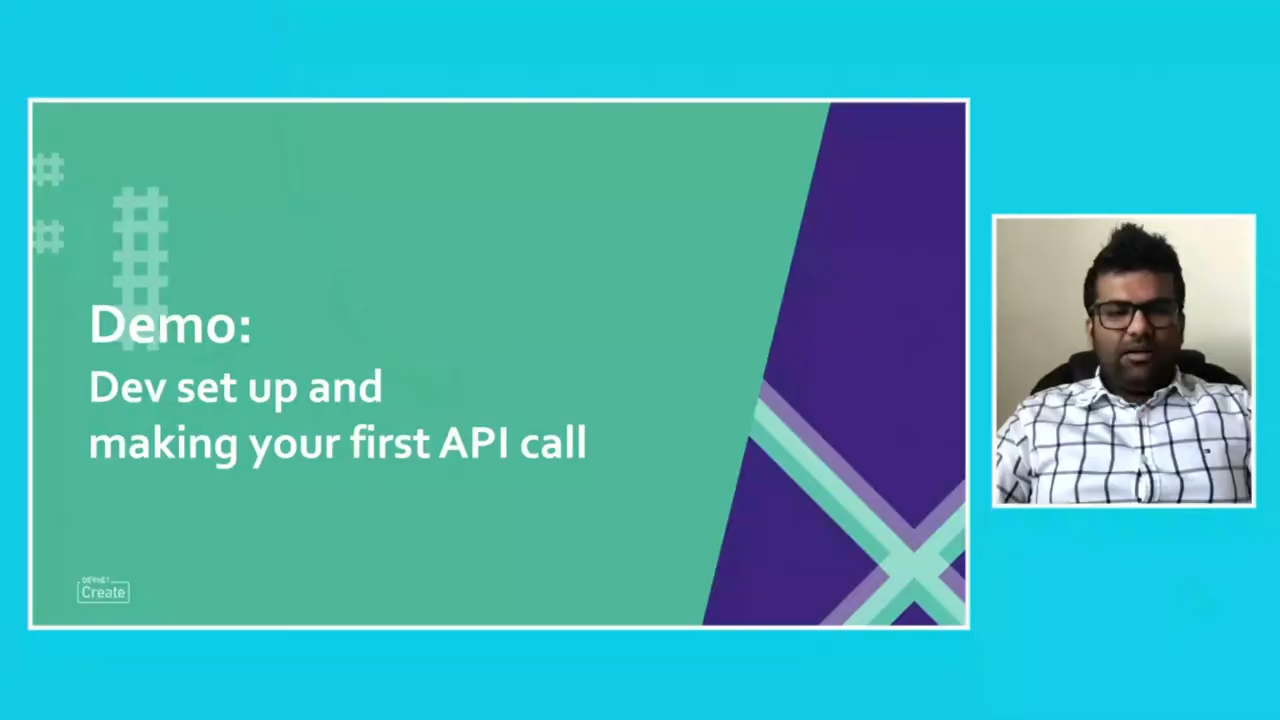 Demo:
Dev set up and
making your first API call
DEVNET
Create